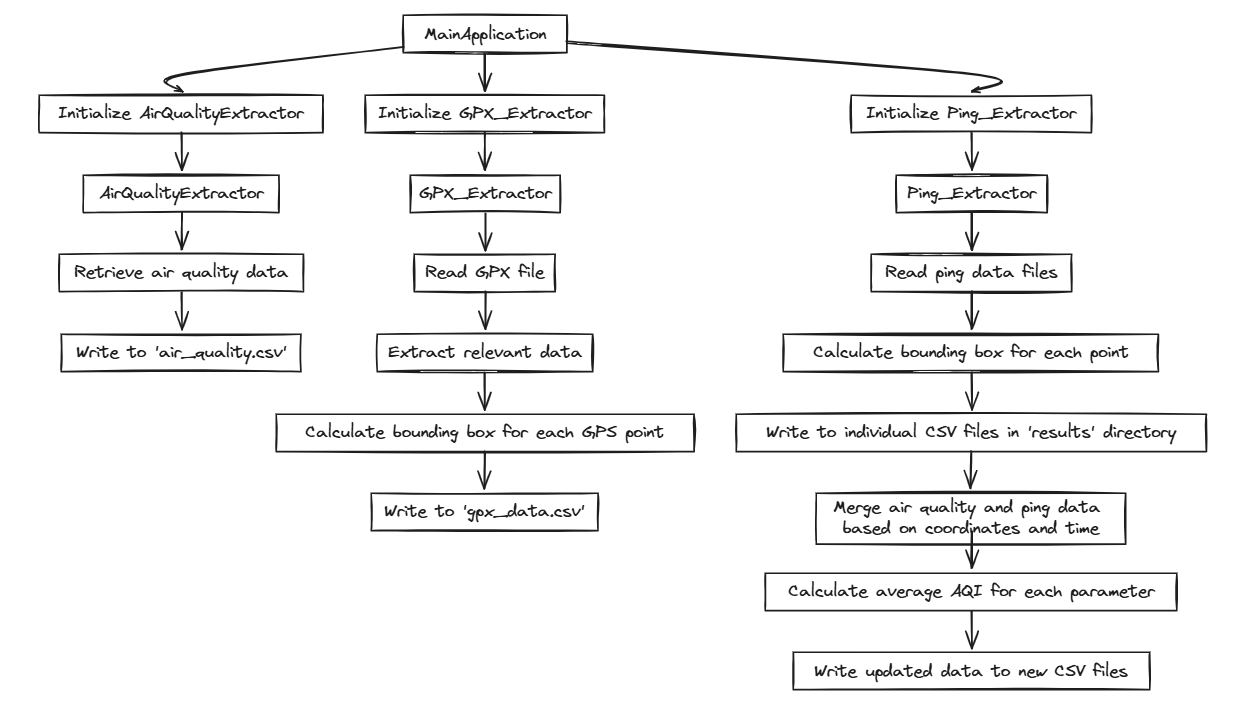 MainApplication
Initialize AirQualityExtractor
Initialize GPX_Extractor
Initialize Ping_Extractor
AirQualityExtractor
GPX_Extractor
Ping_Extractor
Retrieve air quality data
Read GPX file
Read ping data files
Write to 'air_quality.csv'
Extract relevant data
Calculate bounding box for each point
Calculate bounding box for each GPS point
Write to individual CSV files in 'results' directory
Write to 'gpx_data.csv'
Merge air quality and ping data
based on coordinates and time
Calculate average AQI for each parameter
Write updated data to new CSV files